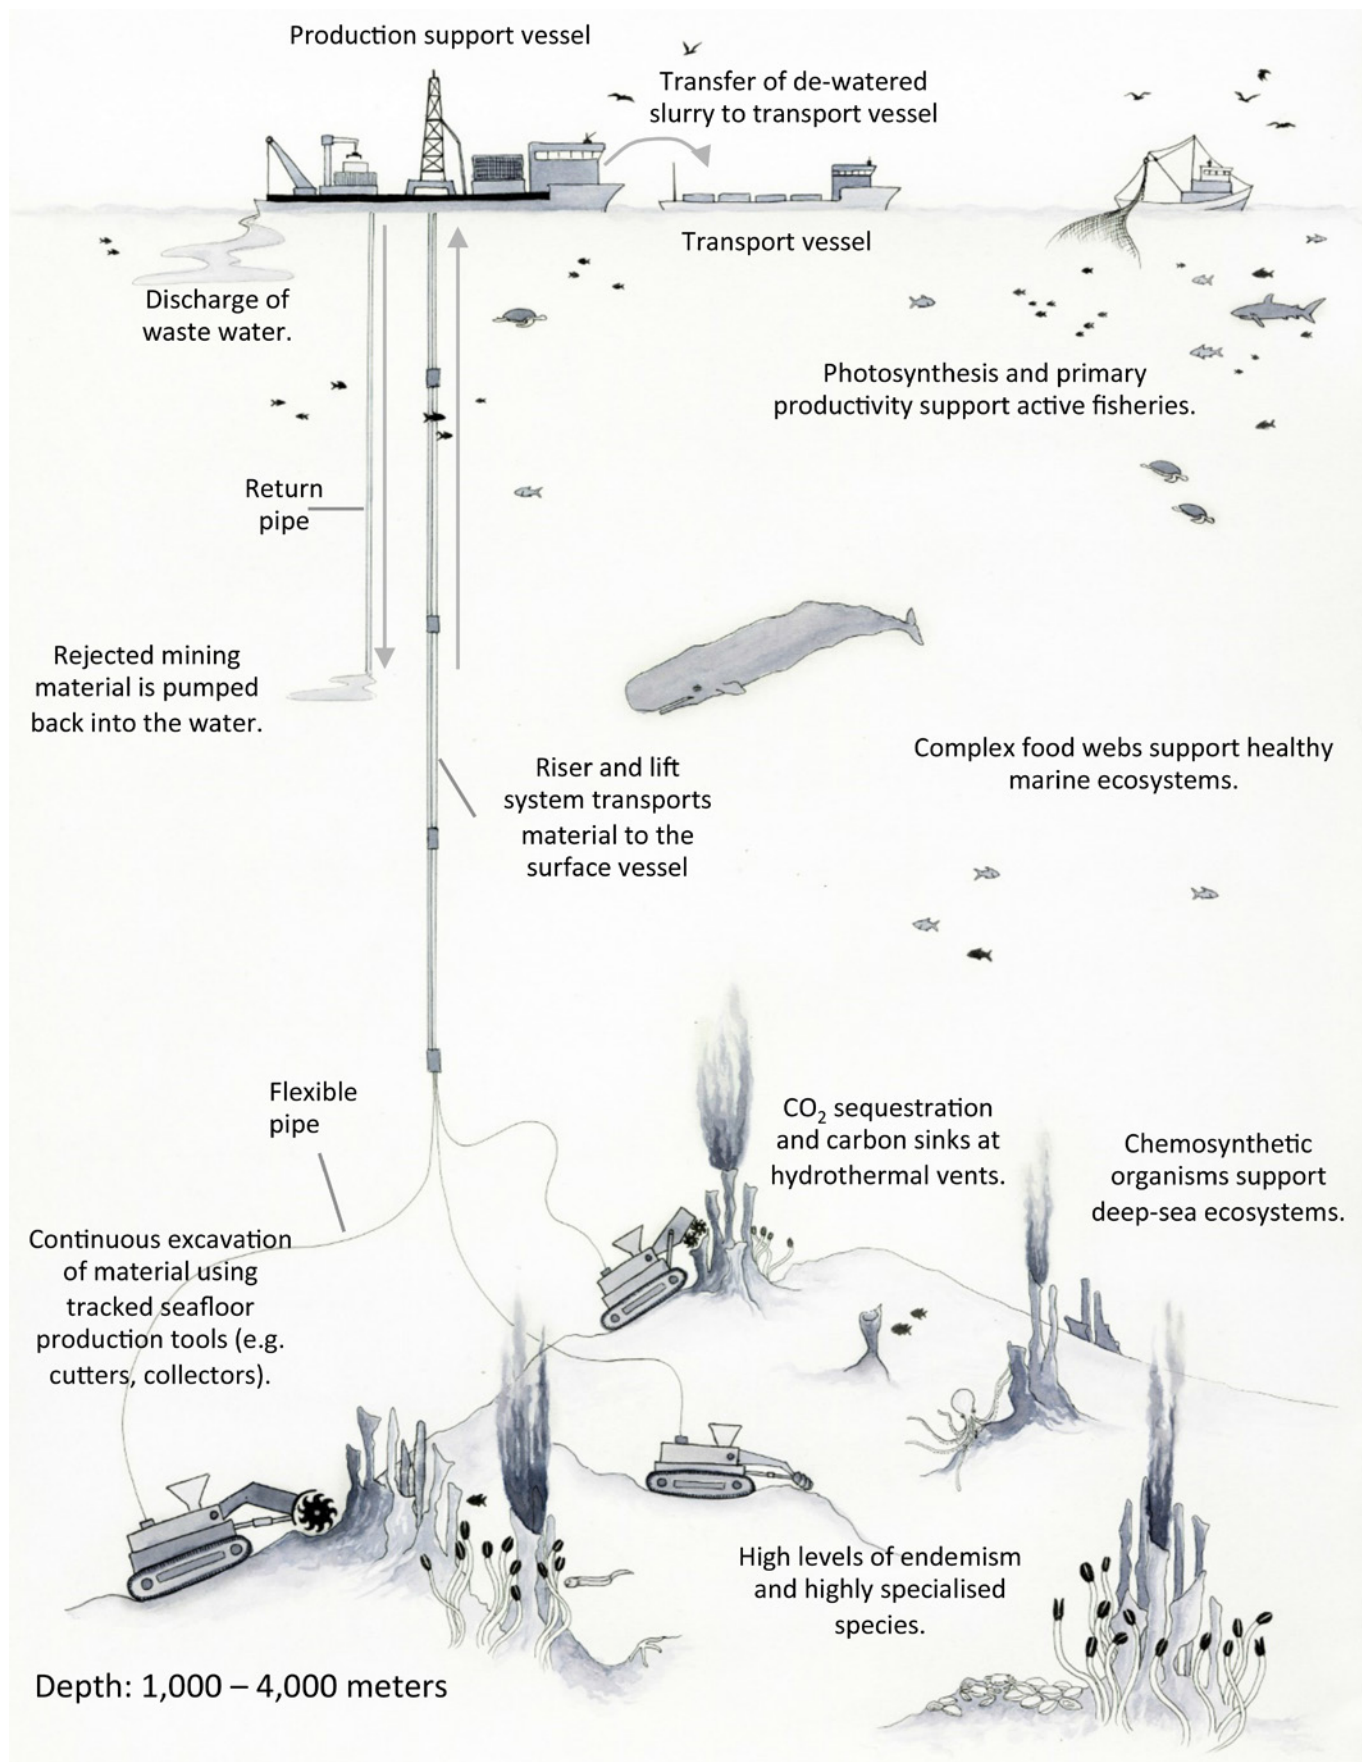 Production support vessel
Transfer of de-watered
slurry to transport vessel
Transport vessel
Discharge of
waste water.
Photosynthesis and primary
productivity support active fisheries.
Return
pipe
Rejected mining
material is pumped
back into the water.
Riser and lift
system transports
material to the
surface vessel
Complex food webs support healthy
marine ecosystems.
Flexible
pipe
CO₂ sequestration
and carbon sinks at
hydrothermal vents.
Chemosynthetic
organisms support
deep-sea ecosystems.
Continuous excavation
of material using
tracked seafloor
production tools (e.g.
cutters, collectors).
High levels of endemism
and highly specialised
species.
Depth: 1,000 – 4,000 meters